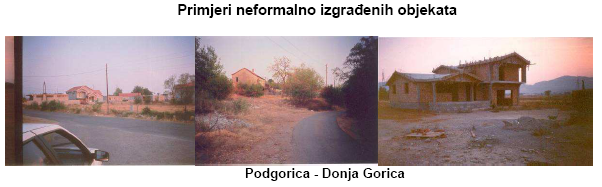 Primjeri neformalno izgrađenih objekata
Podgorica - Donja Gorica